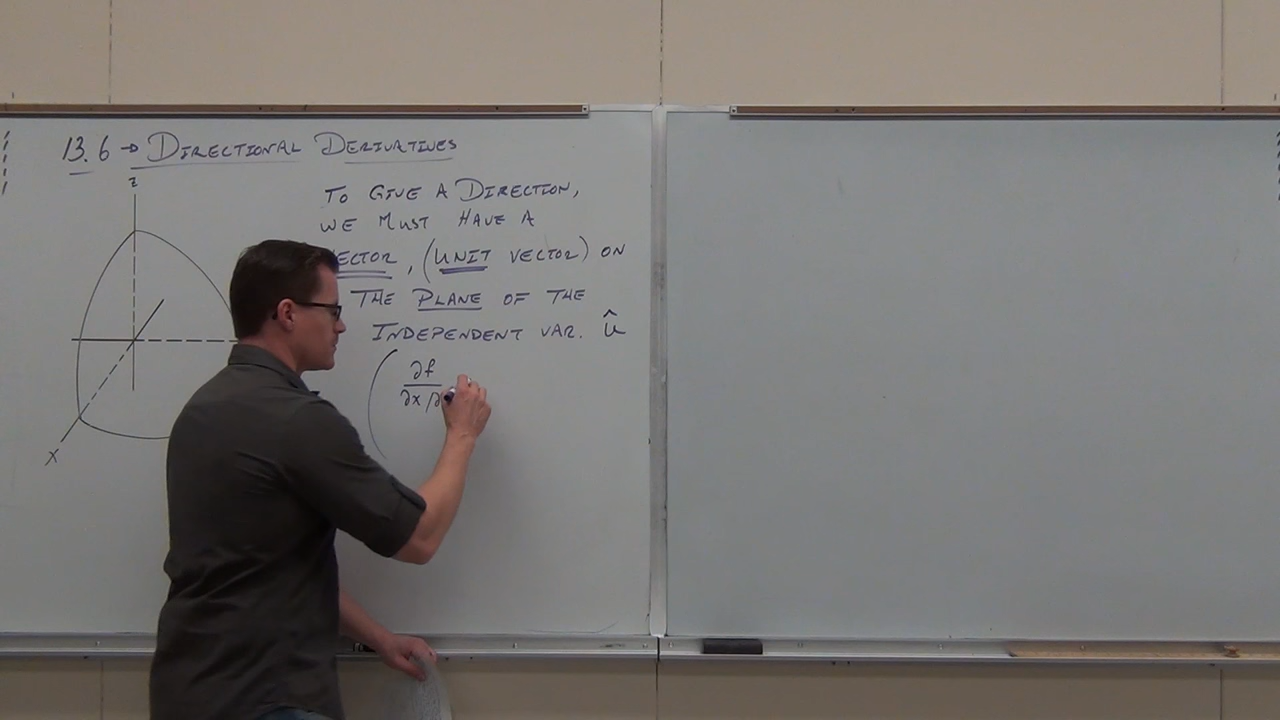 13.6 → DIRECTIONAL DERIVATIVES
z
TO GIVE A DIRECTION,
WE MUST HAVE A
ECTOR, (UNIT VECTOR) ON
THE PLANE OF THE
INDEPENDENT VAR. û
( ∂f
∂x/∂
x